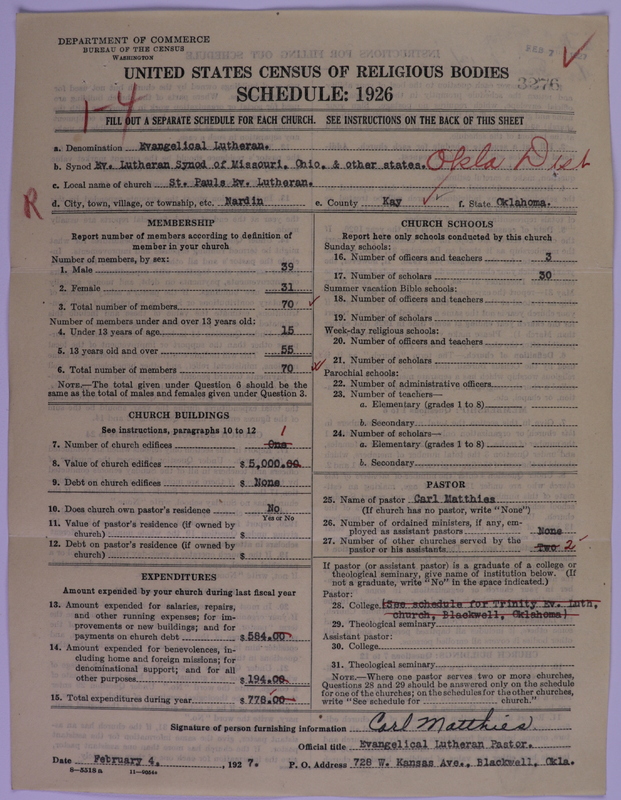 DEPARTMENT OF COMMERCE
BUREAU OF THE CENSUS
WASHINGTON
3276
UNITED STATES CENSUS OF RELIGIOUS BODIES
SCHEDULE: 1926
1-4
FILL OUT A SEPARATE SCHEDULE FOR EACH CHURCH. SEE INSTRUCTIONS ON THE BACK OF THIS SHEET
a. Denomination Evangelical Lutheran.
b. Synod Ev. Lutheran Synod of Missouri, Ohio, & other states. Okla Dist
c. Local name of church St. Pauls Ev. Lutheran.
R
d. City, town, village, or township, etc. Nardin e. County Kay f. State Oklahoma.
MEMBERSHIP
Report number of members according to definition of
member in your church
Number of members, by sex:
1. Male 39
2. Female 31
3. Total number of members 70
Number of members under and over 13 years old:
4. Under 13 years of age 15
5. 13 years old and over 55
6. Total number of members 70
NOTE.—The total given under Question 6 should be the
same as the total of males and females given under Question 3.
CHURCH BUILDINGS
See instructions, paragraphs 10 to 12 1
7. Number of church edifices One
8. Value of church edifices $ 5,000.00
9. Debt on church edifices $ None
10. Does church own pastor's residence No
Yes or No
11. Value of pastor's residence (if owned by
church) $
12. Debt on pastor's residence (if owned by
church) $
EXPENDITURES
Amount expended by your church during last fiscal year
13. Amount expended for salaries, repairs,
and other running expenses; for im-
provements or new buildings; and for
payments on church debt $ 584.00
14. Amount expended for benevolences, in-
cluding home and foreign missions; for
denominational support; and for all
other purposes $ 194.00
15. Total expenditures during year $ 778.00
CHURCH SCHOOLS
Report here only schools conducted by this church
Sunday schools:
16. Number of officers and teachers 3
17. Number of scholars 30
Summer vacation Bible schools:
18. Number of officers and teachers
19. Number of scholars
Week-day religious schools:
20. Number of officers and teachers
21. Number of scholars
Parochial schools:
22. Number of administrative officers
23. Number of teachers—
a. Elementary (grades 1 to 8)
b. Secondary
24. Number of scholars—
a. Elementary (grades 1 to 8)
b. Secondary
PASTOR
25. Name of pastor Carl Matthies
(If church has no pastor, write "None")
26. Number of ordained ministers, if any, em-
ployed as assistant pastors None
27. Number of other churches served by the
pastor or his assistants Two 2
If pastor (or assistant pastor) is a graduate of a college or
theological seminary, give name of institution below. (If
not a graduate, write "No" in the space indicated.)
Pastor:
28. College (See schedule for Trinity Ev. Luth.
church, Blackwell, Oklahoma)
29. Theological seminary
Assistant pastor:
30. College
31. Theological seminary
NOTE.—Where one pastor serves two or more churches,
Questions 28 and 29 should be answered only on the schedule
for one of the churches; on the schedules for the other churches,
write "See schedule for church."
Signature of person furnishing information Carl Matthies
Official title Evangelical Lutheran Pastor.
Date February 4, 1927. P. O. Address 728 W. Kansas Ave., Blackwell, Okla.
8-5518 a